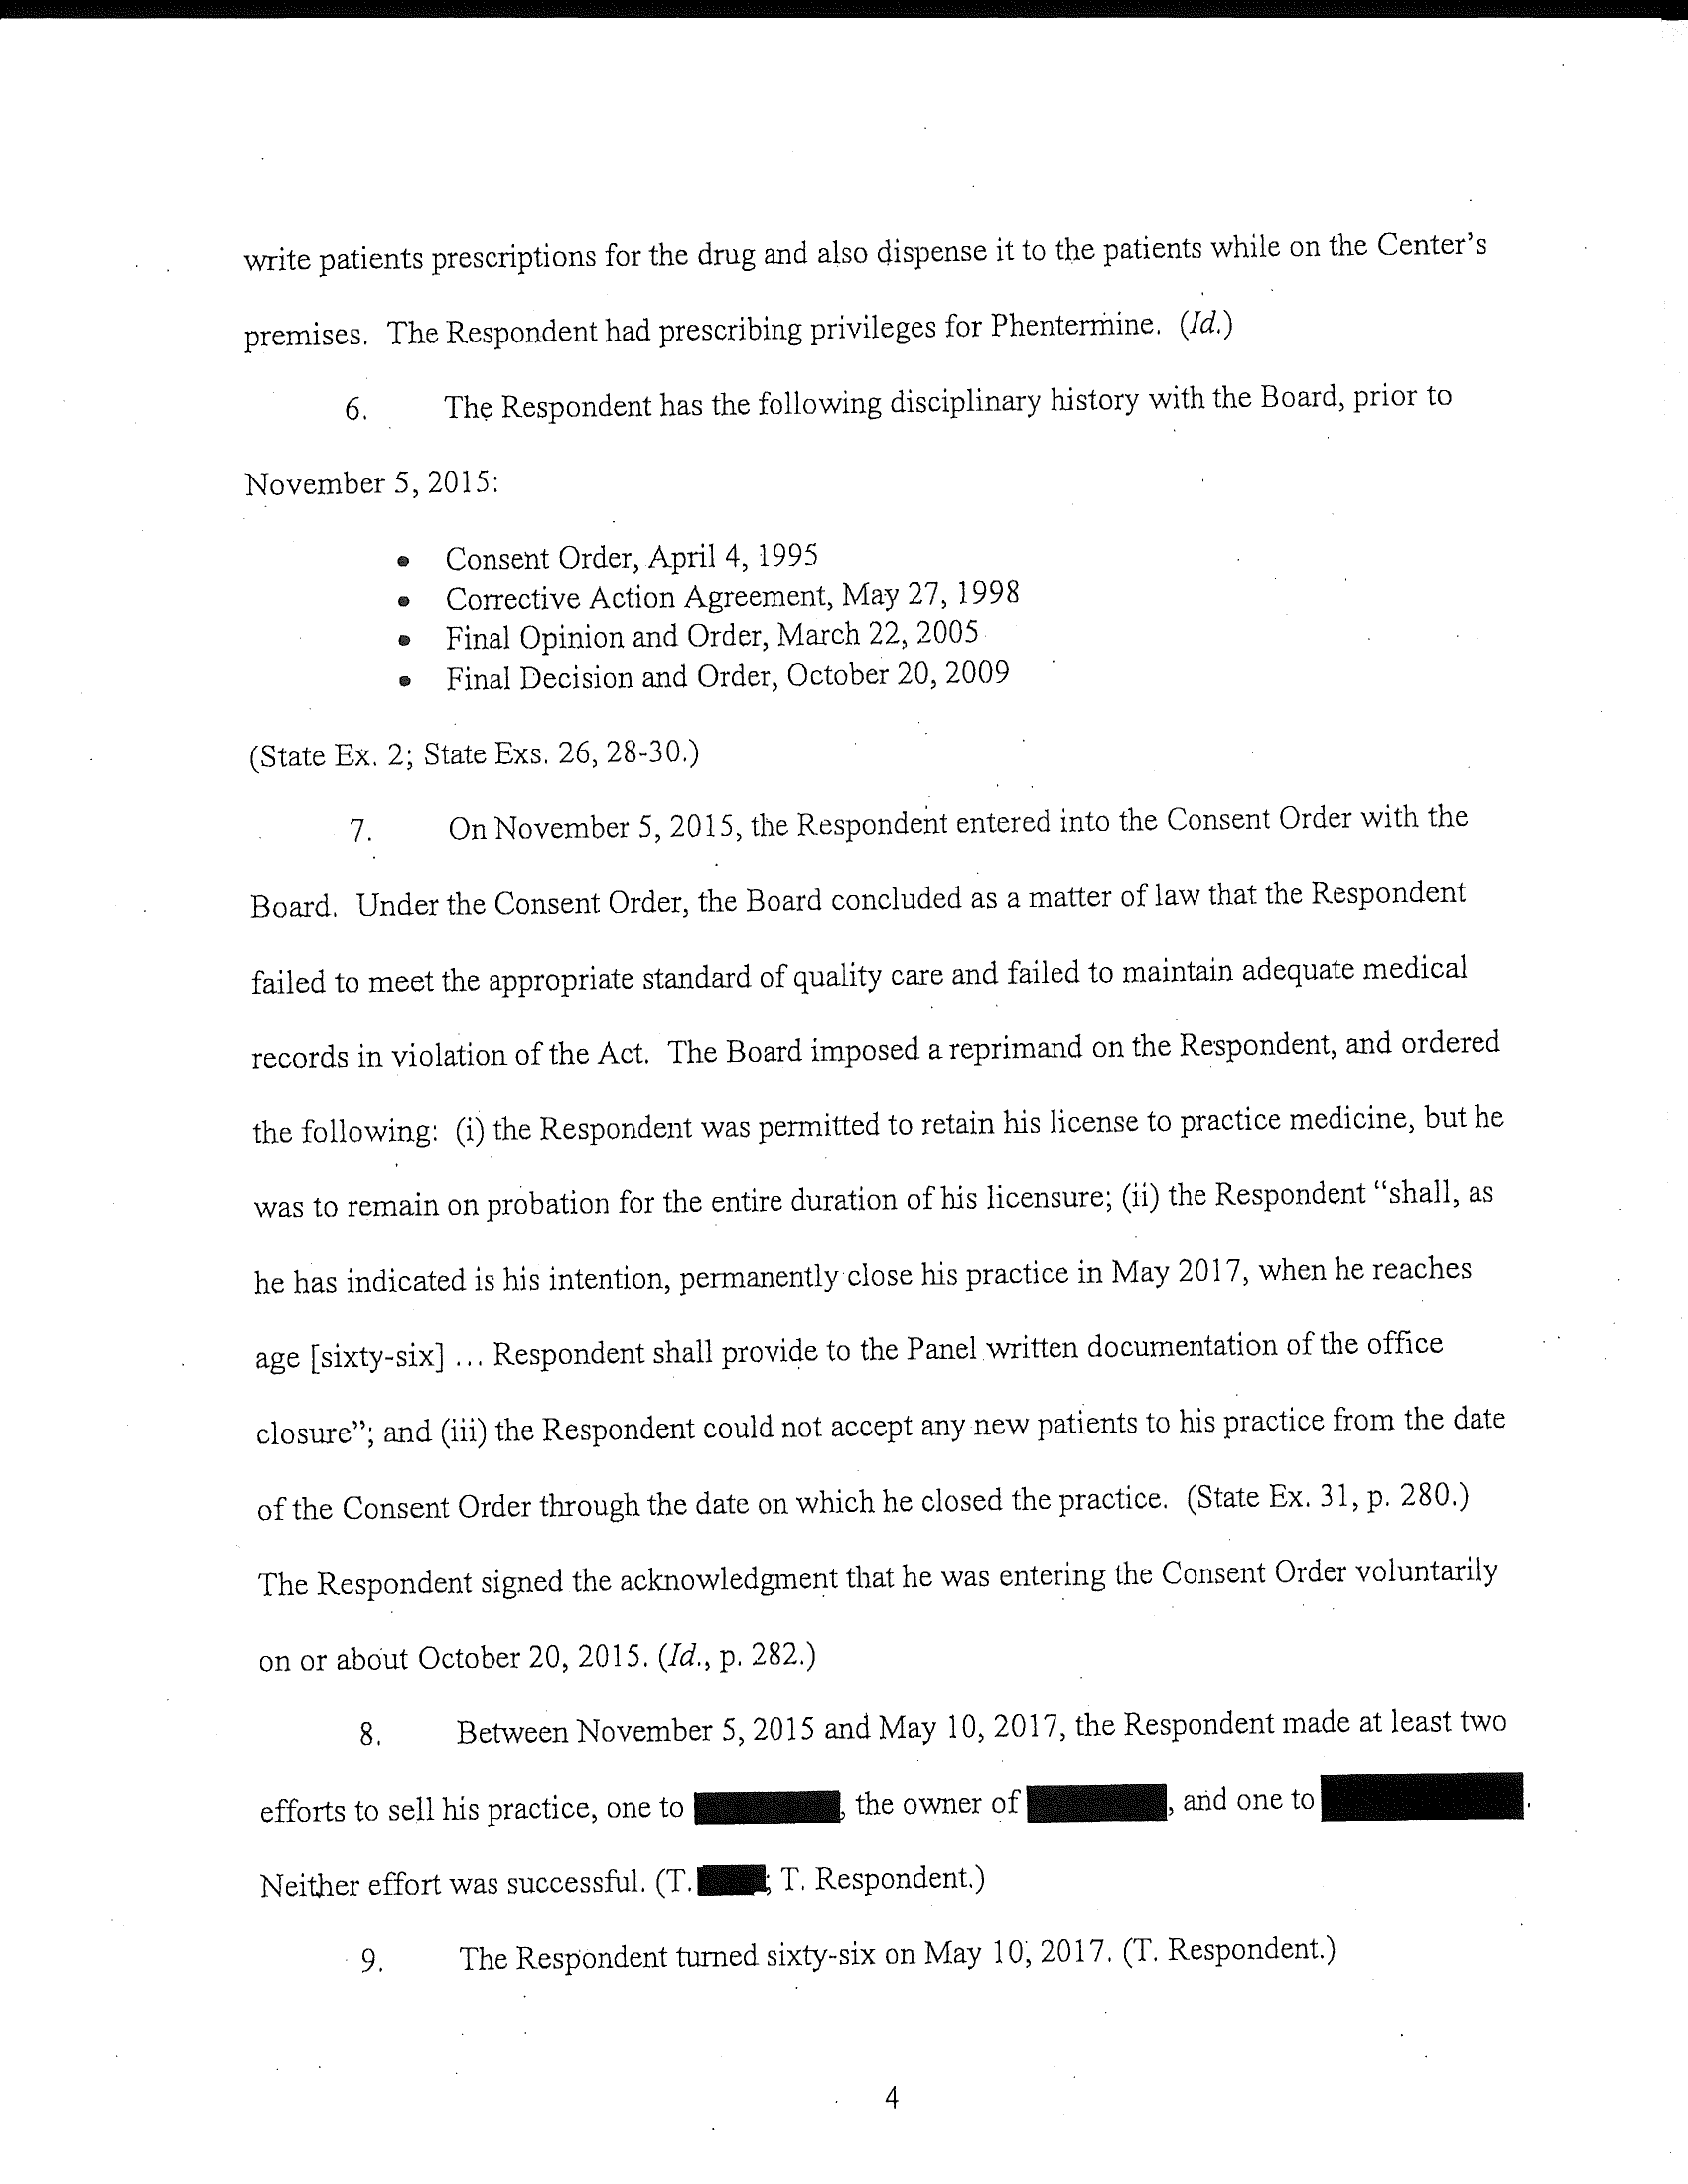 write patients prescriptions for the drug and also dispense it to the patients while on the Center's
premises. The Respondent had prescribing privileges for Phentermine. (Id.)
6. The Respondent has the following disciplinary history with the Board, prior to
November 5, 2015:
• Consent Order, April 4, 1995
• Corrective Action Agreement, May 27, 1998
• Final Opinion and Order, March 22, 2005
• Final Decision and Order, October 20, 2009
(State Ex. 2; State Exs. 26, 28-30.)
7. On November 5, 2015, the Respondent entered into the Consent Order with the
Board. Under the Consent Order, the Board concluded as a matter of law that the Respondent
failed to meet the appropriate standard of quality care and failed to maintain adequate medical
records in violation of the Act. The Board imposed a reprimand on the Respondent, and ordered
the following: (i) the Respondent was permitted to retain his license to practice medicine, but he
was to remain on probation for the entire duration of his licensure; (ii) the Respondent “shall, as
he has indicated is his intention, permanently close his practice in May 2017, when he reaches
age [sixty-six] ... Respondent shall provide to the Panel written documentation of the office
closure”; and (iii) the Respondent could not accept any new patients to his practice from the date
of the Consent Order through the date on which he closed the practice. (State Ex. 31, p. 280.)
The Respondent signed the acknowledgment that he was entering the Consent Order voluntarily
on or about October 20, 2015. (Id., p. 282.)
8. Between November 5, 2015 and May 10, 2017, the Respondent made at least two
efforts to sell his practice, one to , the owner of , and one to .
Neither effort was successful. (T. ; T. Respondent.)
9. The Respondent turned sixty-six on May 10, 2017. (T. Respondent.)
4